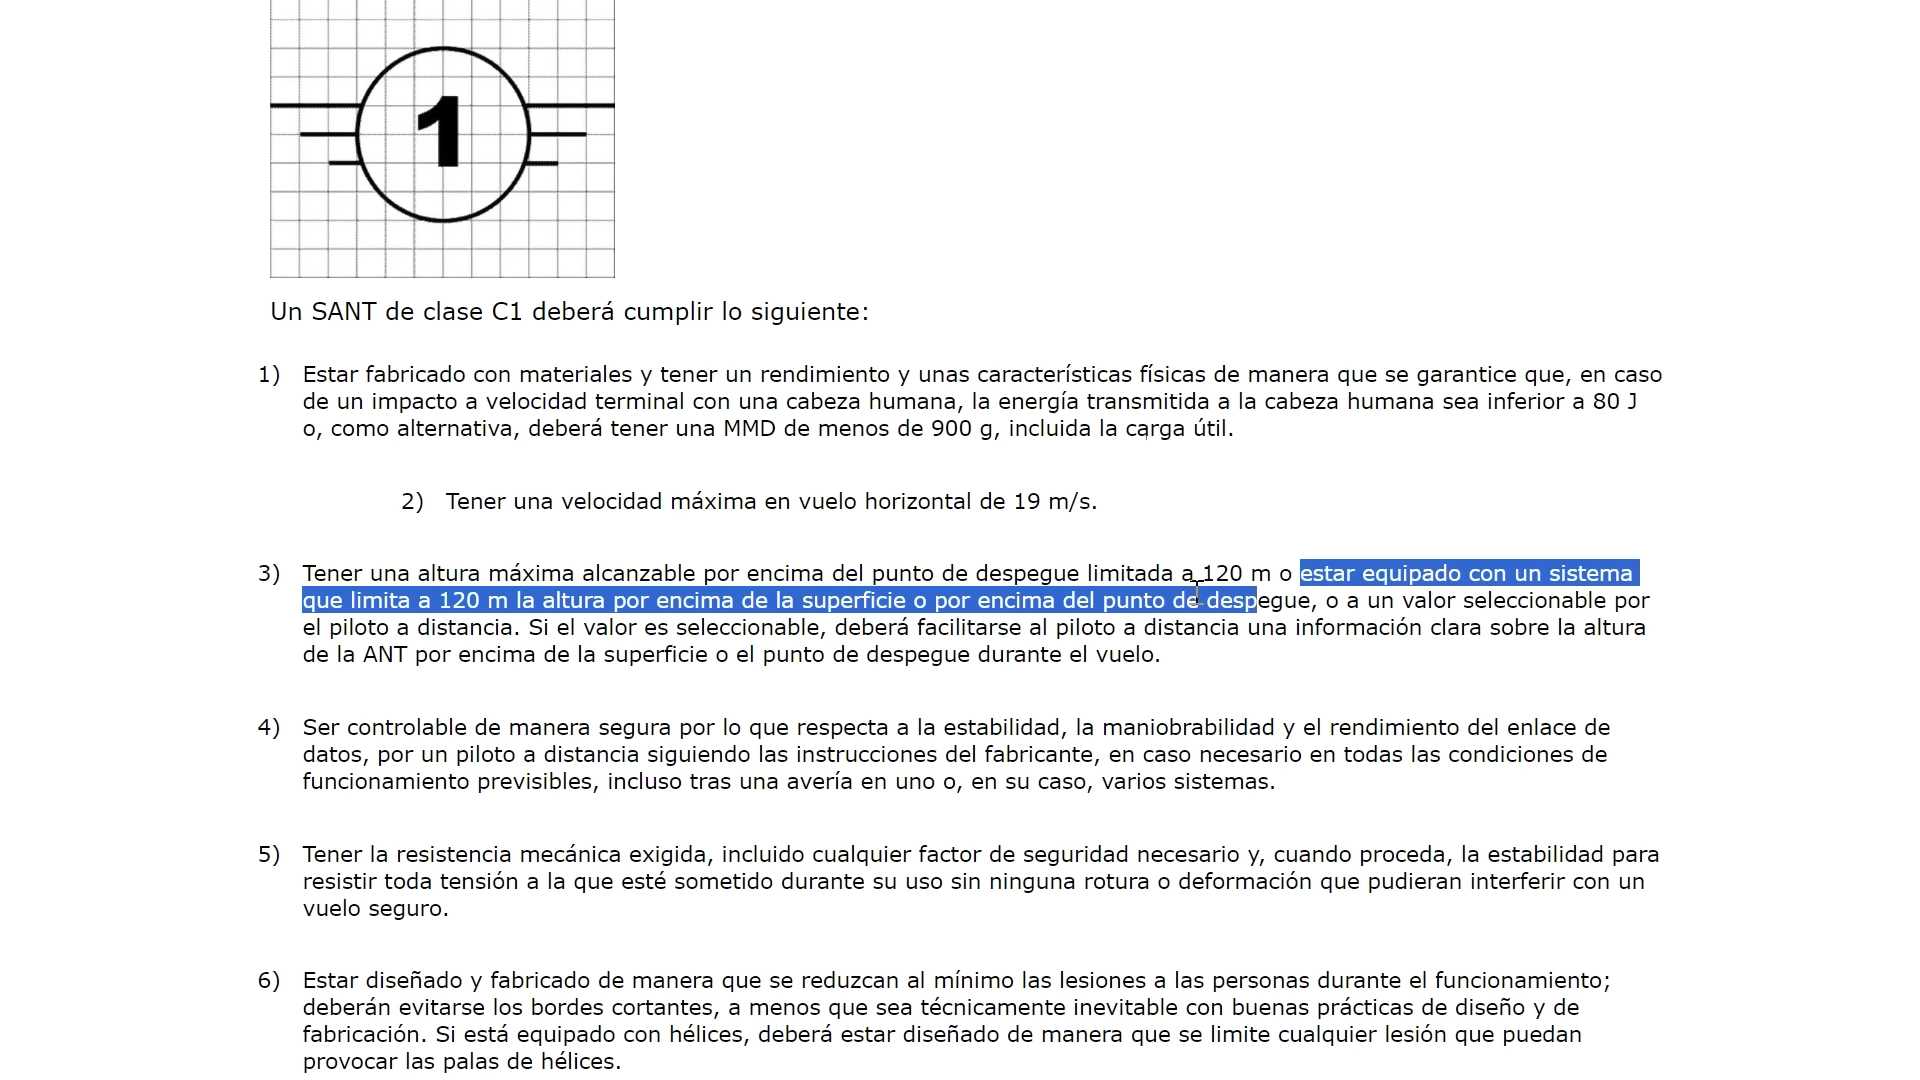 1
Un SANT de clase C1 deberá cumplir lo siguiente:
1) Estar fabricado con materiales y tener un rendimiento y unas características físicas de manera que se garantice que, en caso
de un impacto a velocidad terminal con una cabeza humana, la energía transmitida a la cabeza humana sea inferior a 80 J
o, como alternativa, deberá tener una MMD de menos de 900 g, incluida la carga útil.
2) Tener una velocidad máxima en vuelo horizontal de 19 m/s.
3) Tener una altura máxima alcanzable por encima del punto de despegue limitada a 120 m o estar equipado con un sistema
que limita a 120 m la altura por encima de la superficie o por encima del punto de despegue, o a un valor seleccionable por
el piloto a distancia. Si el valor es seleccionable, deberá facilitarse al piloto a distancia una información clara sobre la altura
de la ANT por encima de la superficie o el punto de despegue durante el vuelo.
4) Ser controlable de manera segura por lo que respecta a la estabilidad, la maniobrabilidad y el rendimiento del enlace de
datos, por un piloto a distancia siguiendo las instrucciones del fabricante, en caso necesario en todas las condiciones de
funcionamiento previsibles, incluso tras una avería en uno o, en su caso, varios sistemas.
5) Tener la resistencia mecánica exigida, incluido cualquier factor de seguridad necesario y, cuando proceda, la estabilidad para
resistir toda tensión a la que esté sometido durante su uso sin ninguna rotura o deformación que pudieran interferir con un
vuelo seguro.
6) Estar diseñado y fabricado de manera que se reduzcan al mínimo las lesiones a las personas durante el funcionamiento;
deberán evitarse los bordes cortantes, a menos que sea técnicamente inevitable con buenas prácticas de diseño y de
fabricación. Si está equipado con hélices, deberá estar diseñado de manera que se limite cualquier lesión que puedan
provocar las palas de hélices.